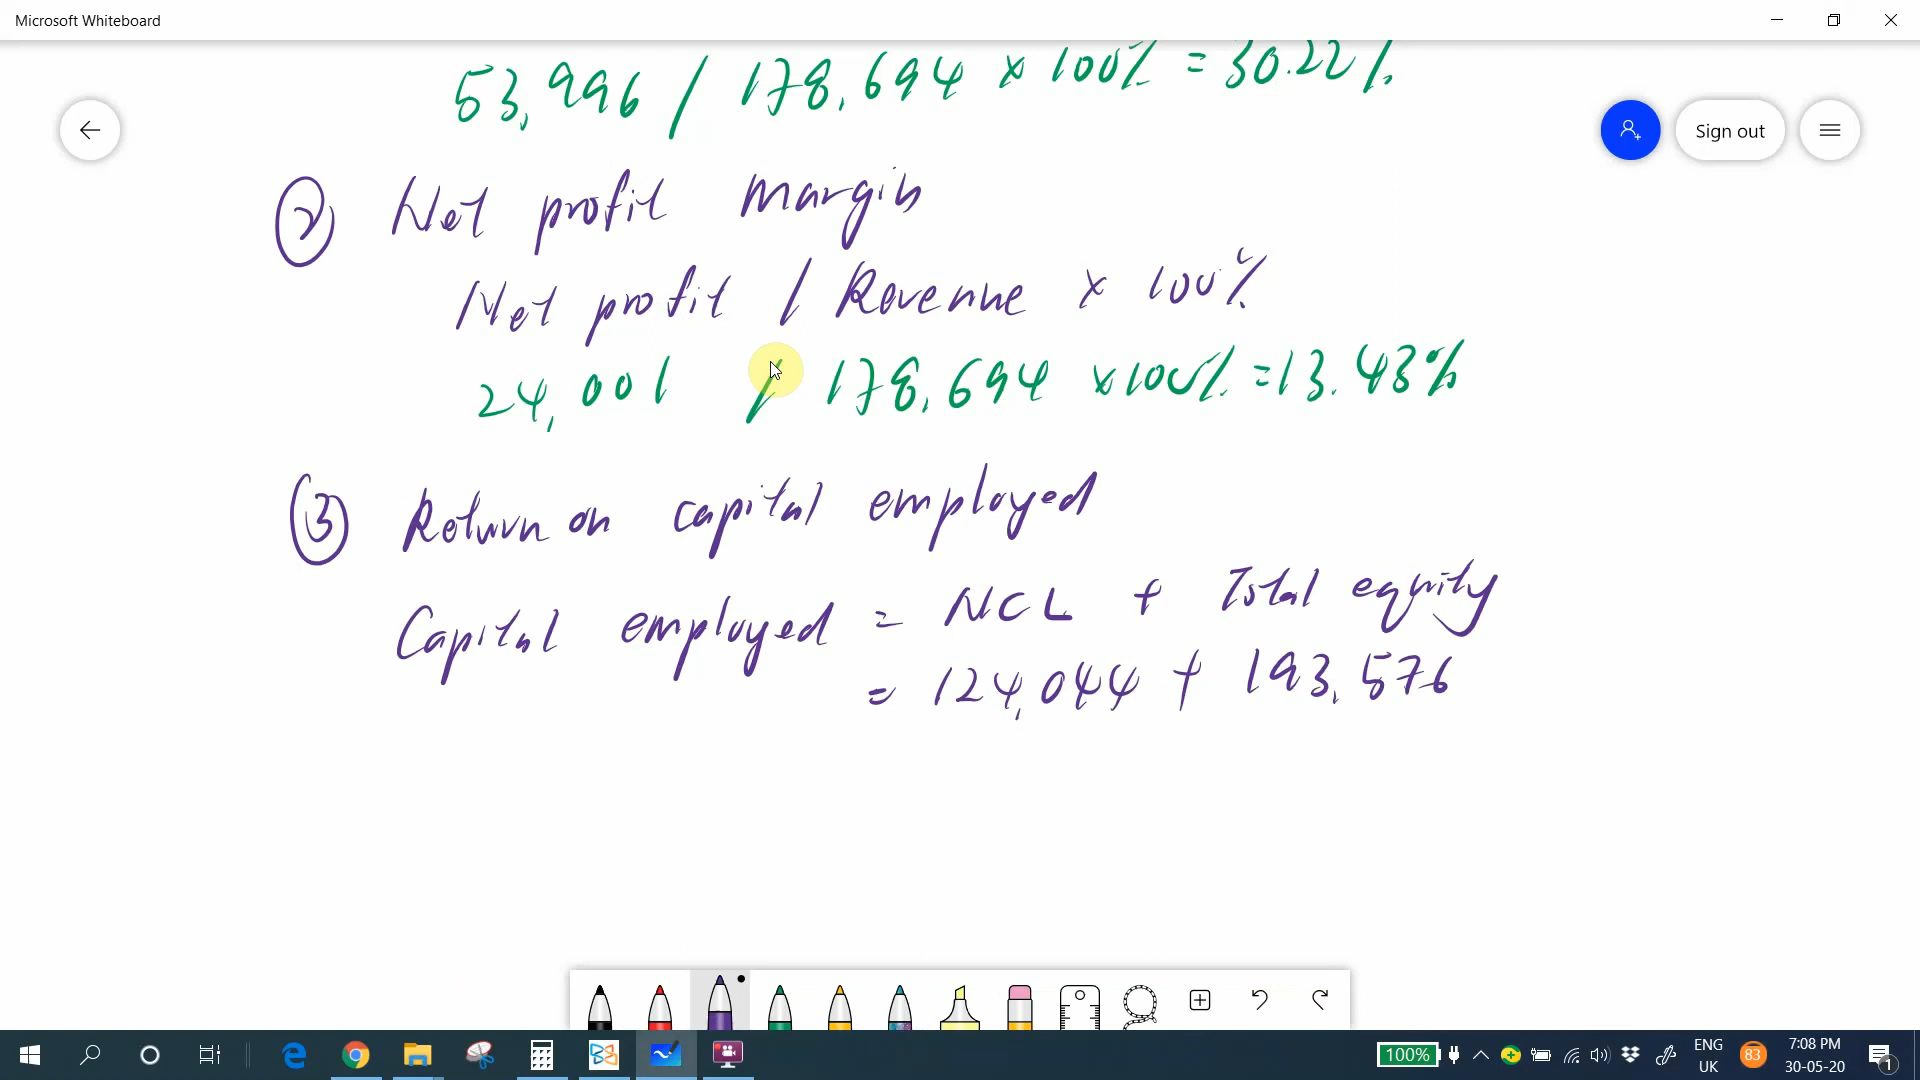 Microsoft Whiteboard
53,996 / 178,694 × 100% = 30.22%
Sign out
② Net profit margin
Net profit / Revenue × 100%
24,001 / 178,694 × 100% = 13.43%
③ Return on capital employed
Capital employed = NCL + Total equity
= 124,044 + 193,576
100%
ENG
UK
83
7:08 PM
30-05-20
1